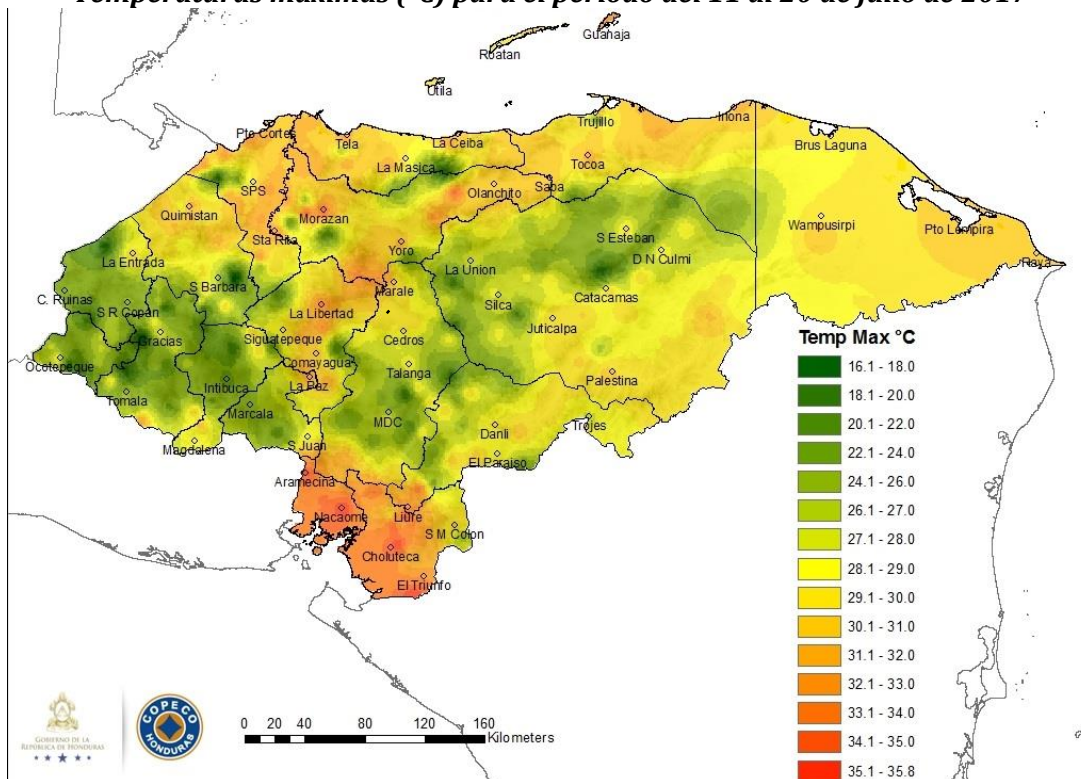 Temperaturas máximas (°C) para el período del 11 al 20 de julio de 2017
Guanaja
Roatan
Utila
Trujillo
Iriona
Pto Cortes
Tela
La Ceiba
Brus Laguna
La Masica
Tocoa
SPS
Olanchito
Saba
Quimistan
Morazan
Wampusirpi
Pto Lempira
Sta Rita
S Esteban
Yoro
D N Culmi
La Entrada
La Union
Raya
S Barbara
Marale
Catacamas
C. Ruinas
Silca
S R Copan
La Libertad
Juticalpa
Gracias
Siguatepeque
Cedros
Comayagua
Ocotepeque
Talanga
Intibuca
La Paz
Palestina
Tomala
Marcala
MDC
Trojes
Danli
Magdalena
S Juan
El Paraiso
Aramecina
Nacaome
Liure
S M Colon
Choluteca
El Triunfo
Temp Max °C
16.1 - 18.0
18.1 - 20.0
20.1 - 22.0
22.1 - 24.0
24.1 - 26.0
26.1 - 27.0
27.1 - 28.0
28.1 - 29.0
29.1 - 30.0
30.1 - 31.0
31.1 - 32.0
32.1 - 33.0
33.1 - 34.0
34.1 - 35.0
35.1 - 35.8
GOBIERNO DE LA
REPÚBLICA DE HONDURAS
COPECO
HONDURAS
0 20 40 80 120 160
Kilometers